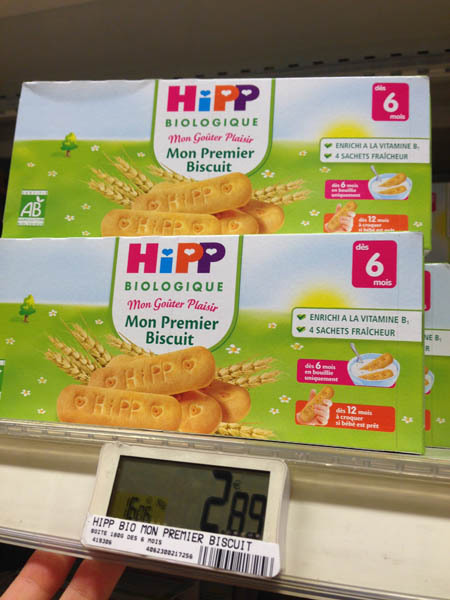 HiPP
BIOLOGIQUE
Mon Goûter Plaisir
Mon Premier
Biscuit
dès
6
mois
ENRICHI A LA VITAMINE B₁
4 SACHETS FRAÎCHEUR
dès 6 mois
en bouillie
uniquement
dès 12 mois
à croquer
si bébé est prêt
AB
HiPP
HiPP
BIOLOGIQUE
Mon Goûter Plaisir
Mon Premier
Biscuit
dès
6
mois
ENRICHI A LA VITAMINE B₁
4 SACHETS FRAÎCHEUR
dès 6 mois
en bouillie
uniquement
dès 12 mois
à croquer
si bébé est prêt
HiPP
HiPP
2€89
HIPP BIO MON PREMIER BISCUIT
BOITE 180G DES 6 MOIS
419306 4062300217256